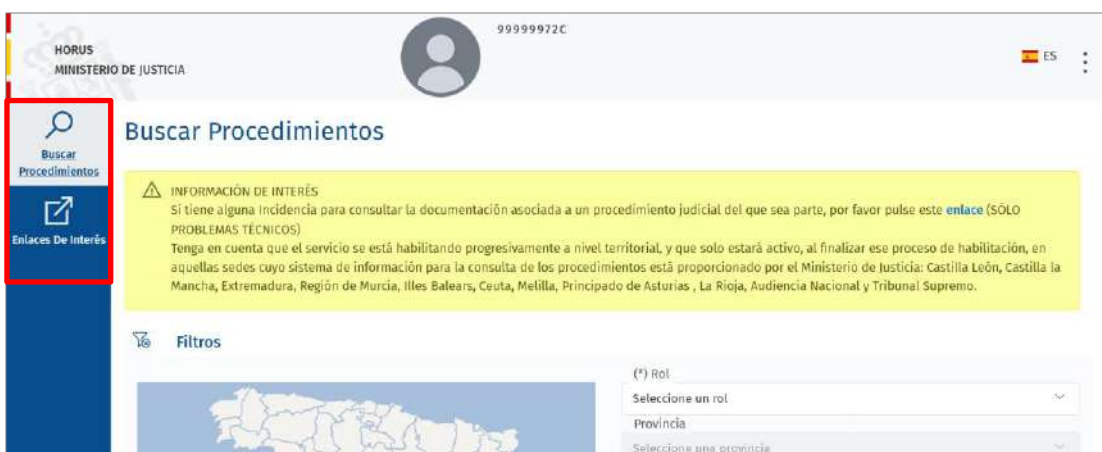 99999972C
HORUS
MINISTERIO DE JUSTICIA
ES
Buscar
Procedimientos
Enlaces De Interés
Buscar Procedimientos
INFORMACIÓN DE INTERÉS
Si tiene alguna Incidencia para consultar la documentación asociada a un procedimiento judicial del que sea parte, por favor pulse este enlace (SÓLO
PROBLEMAS TÉCNICOS)
Tenga en cuenta que el servicio se está habilitando progresivamente a nivel territorial, y que solo estará activo, al finalizar ese proceso de habilitación, en
aquellas sedes cuyo sistema de información para la consulta de los procedimientos está proporcionado por el Ministerio de Justicia: Castilla León, Castilla la
Mancha, Extremadura, Región de Murcia, Illes Balears, Ceuta, Melilla, Principado de Asturias , La Rioja, Audiencia Nacional y Tribunal Supremo.
Filtros
(*) Rol
Seleccione un rol
Provincia
Seleccione una provincia